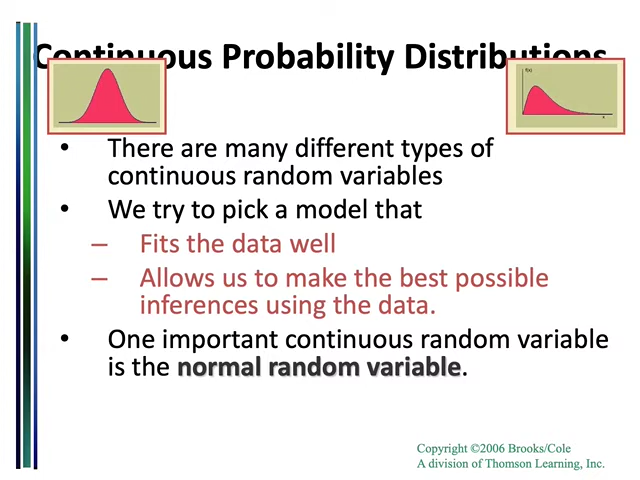 Continuous Probability Distributions
f(x)
x
• There are many different types of
continuous random variables
• We try to pick a model that
– Fits the data well
– Allows us to make the best possible
inferences using the data.
• One important continuous random variable
is the normal random variable.
Copyright ©2006 Brooks/Cole
A division of Thomson Learning, Inc.